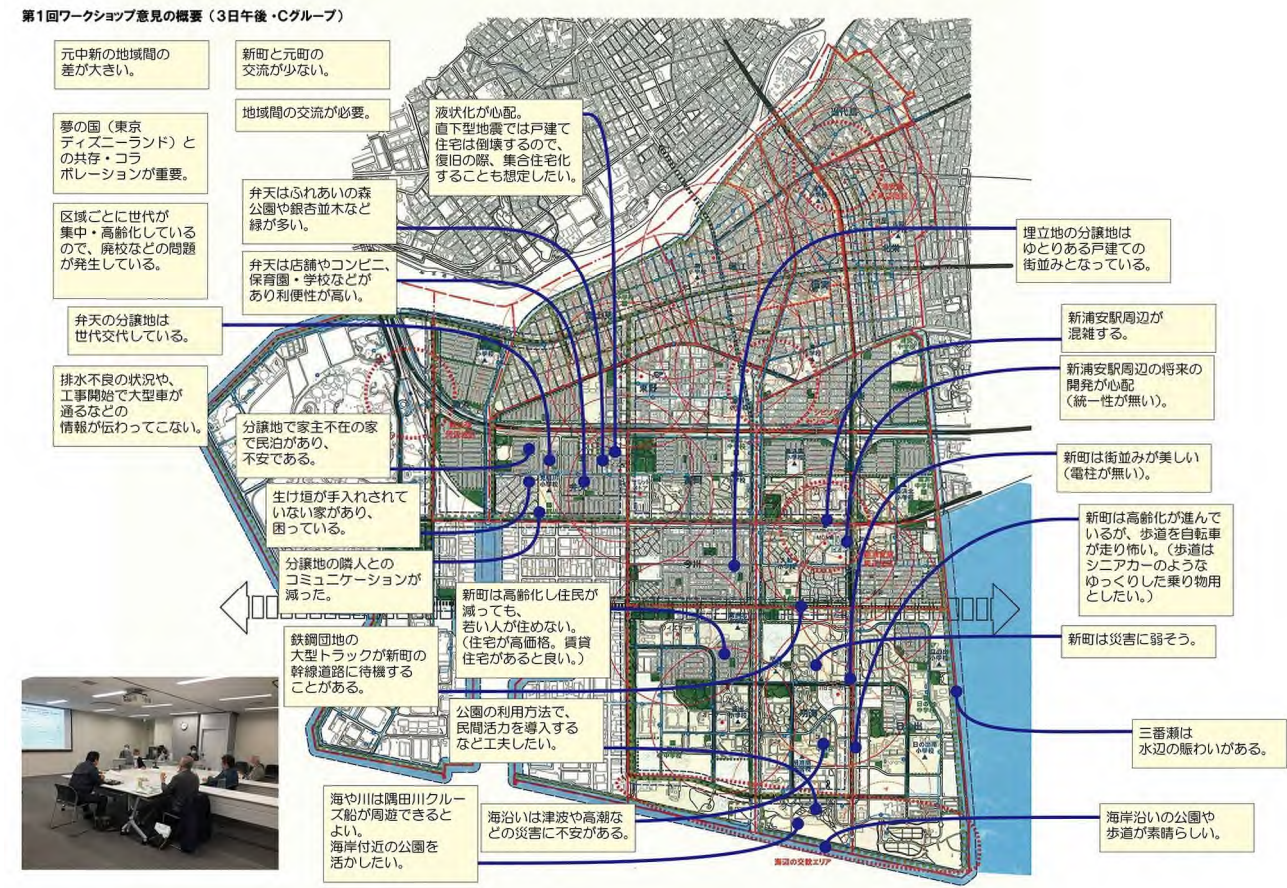 第1回ワークショップ意見の概要（3日午後・Cグループ）
元中新の地域間の
差が大きい。
新町と元町の
交流が少ない。
地域間の交流が必要。
夢の国（東京
ディズニーランド）と
の共存・コラ
ボレーションが重要。
液状化が心配。
直下型地震では戸建て
住宅は倒壊するので、
復旧の際、集合住宅化
することも想定したい。
弁天はふれあいの森
公園や銀杏並木など
緑が多い。
区域ごとに世代が
集中・高齢化している
ので、廃校などの問題
が発生している。
弁天は店舗やコンビニ、
保育園・学校などが
あり利便性が高い。
埋立地の分譲地は
ゆとりある戸建ての
街並みとなっている。
弁天の分譲地は
世代交代している。
新浦安駅周辺が
混雑する。
排水不良の状況や、
工事開始で大型車が
通るなどの
情報が伝わってこない。
新浦安駅周辺の将来の
開発が心配
（統一性が無い）。
分譲地で家主不在の家
で民泊があり、
不安である。
新町は街並みが美しい
（電柱が無い）。
生け垣が手入れされて
いない家があり、
困っている。
新町は高齢化が進んで
いるが、歩道を自転車
が走り怖い。（歩道は
シニアカーのような
ゆっくりした乗り物用
としたい。）
分譲地の隣人との
コミュニケーションが
減った。
新町は高齢化し住民が
減っても、
若い人が住めない。
（住宅が高価格。賃貸
住宅があると良い。）
鉄鋼団地の
大型トラックが新町の
幹線道路に待機する
ことがある。
新町は災害に弱そう。
公園の利用方法で、
民間活力を導入する
など工夫したい。
三番瀬は
水辺の賑わいがある。
海や川は隅田川クルー
ズ船が周遊できると
よい。
海岸付近の公園を
活かしたい。
海沿いは津波や高潮な
どの災害に不安がある。
海岸沿いの公園や
歩道が素晴らしい。
海辺の交歓エリア
今川
日の出